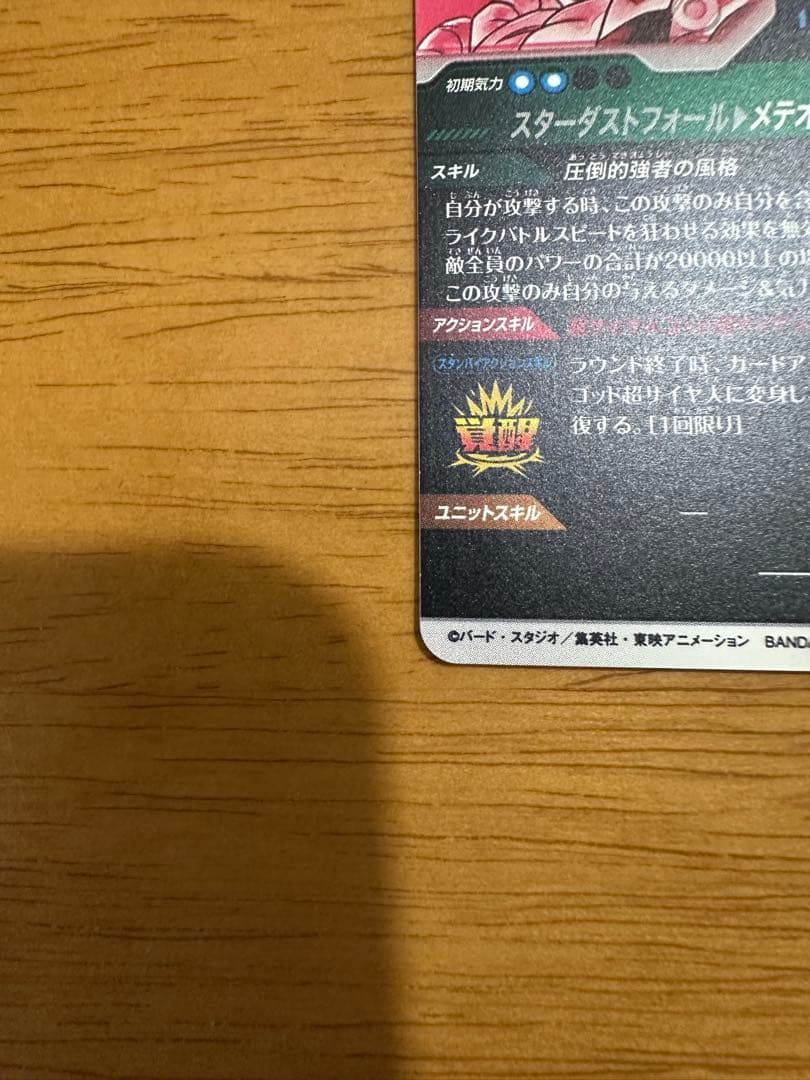 初期気力
スターダストフォール▶メテオ
スキル
圧倒的強者の風格
自分が攻撃する時、この攻撃のみ自分を
ライクバトルスピードを狂わせる効果を無
敵全員のパワーの合計が20000以上の
この攻撃のみ自分の与えるダメージ&気
アクションスキル
スタンバイアクションスキル
ラウンド終了時、カードア
ゴッド超サイヤ人に変身し
復する。[1回限り]
覚醒
ユニットスキル
—
©バード・スタジオ／集英社・東映アニメーション BANDA